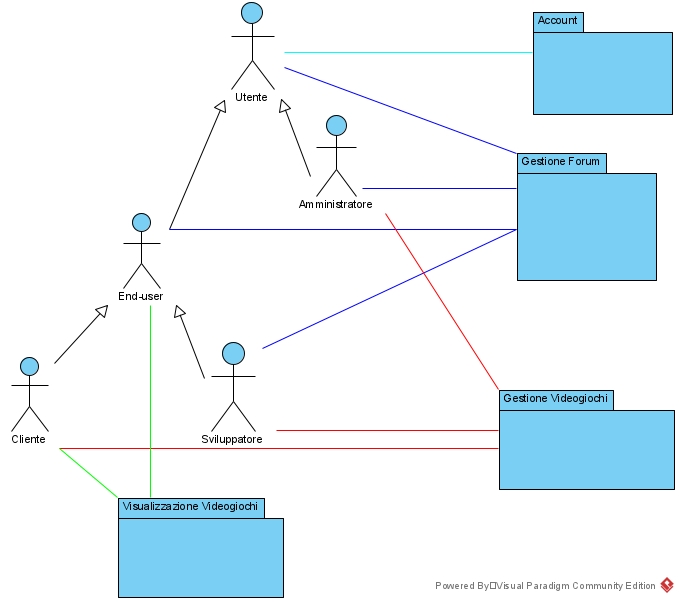 Account
Utente
Gestione Forum
Amministratore
End-user
Gestione Videogiochi
Cliente
Sviluppatore
Visualizzazione Videogiochi
Powered By Visual Paradigm Community Edition